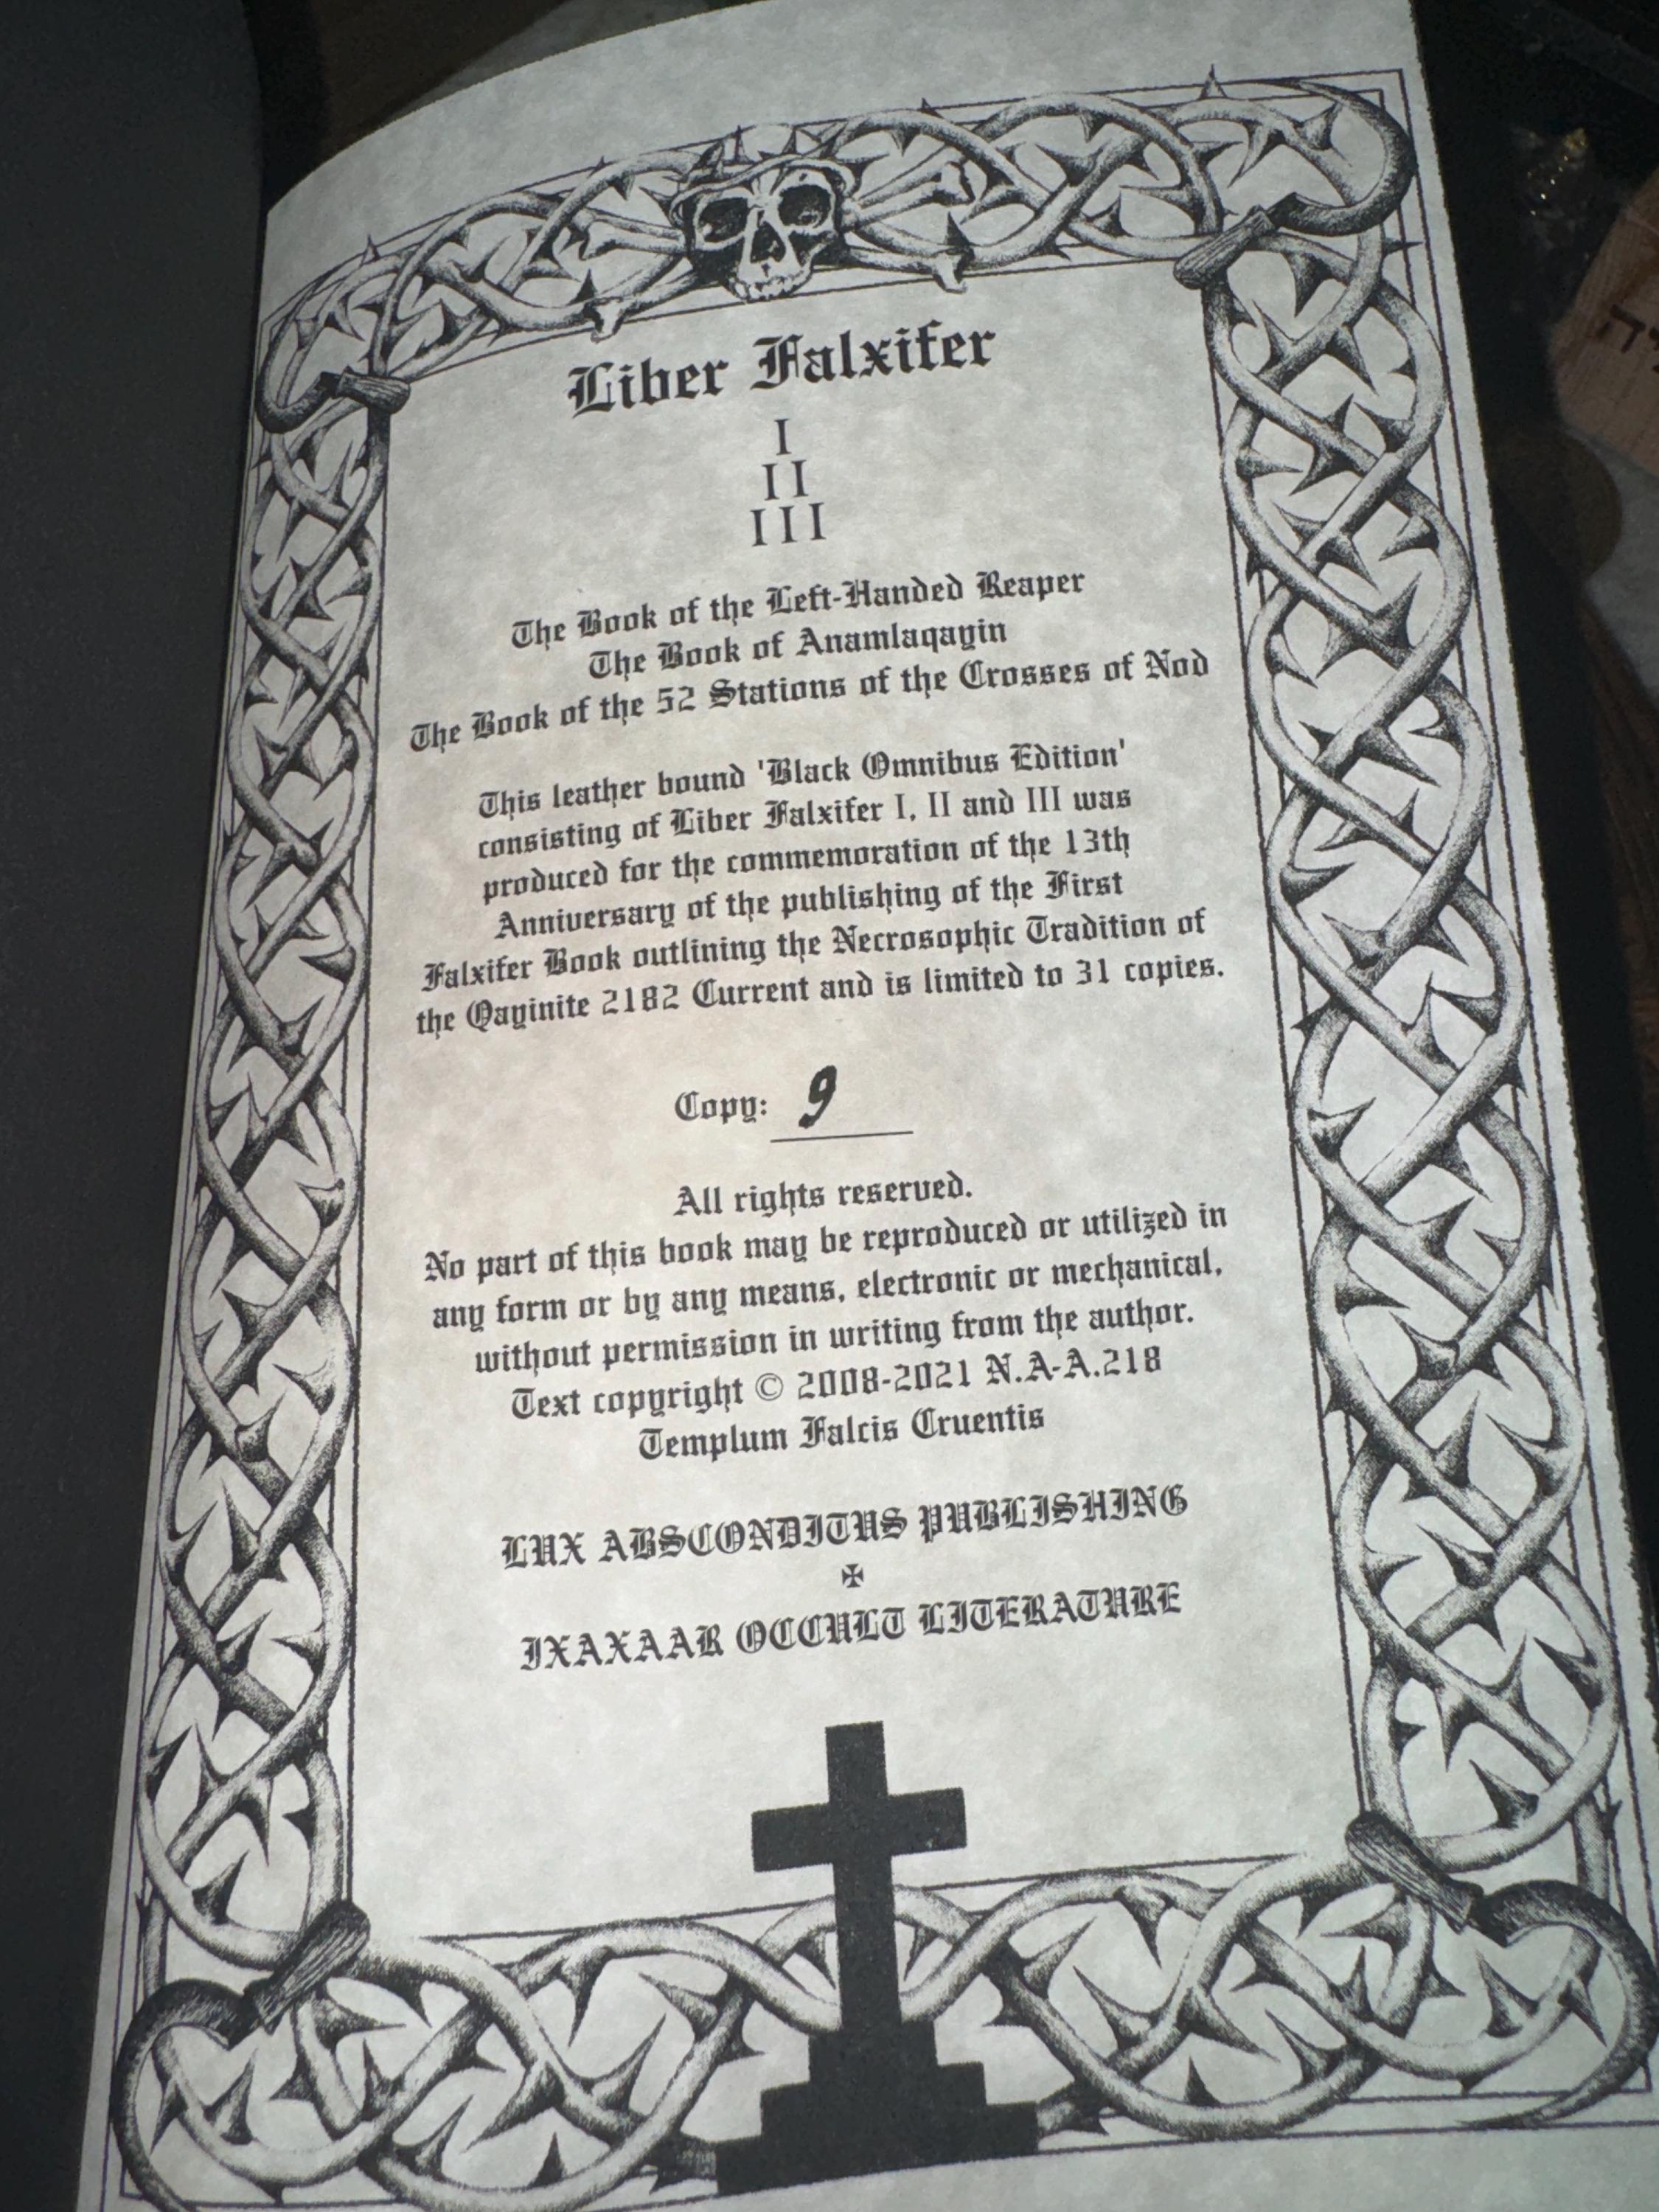 Liber Falxifer
I
II
III
The Book of the Left-Handed Reaper
The Book of Anamlaqayin
The Book of the 52 Stations of the Crosses of Nod
This leather bound 'Black Omnibus Edition'
consisting of Liber Falxifer I, II and III was
produced for the commemoration of the 13th
Anniversary of the publishing of the First
Falxifer Book outlining the Necrosophic Tradition of
the Qayinite 2182 Current and is limited to 31 copies.
Copy: 9
All rights reserved.
No part of this book may be reproduced or utilized in
any form or by any means, electronic or mechanical,
without permission in writing from the author.
Text copyright © 2008-2021 N.A-A.218
Templum Falcis Cruentis
LUX ABSCONDITUS PUBLISHING
✠
IXAXAAR OCCULT LITERATURE